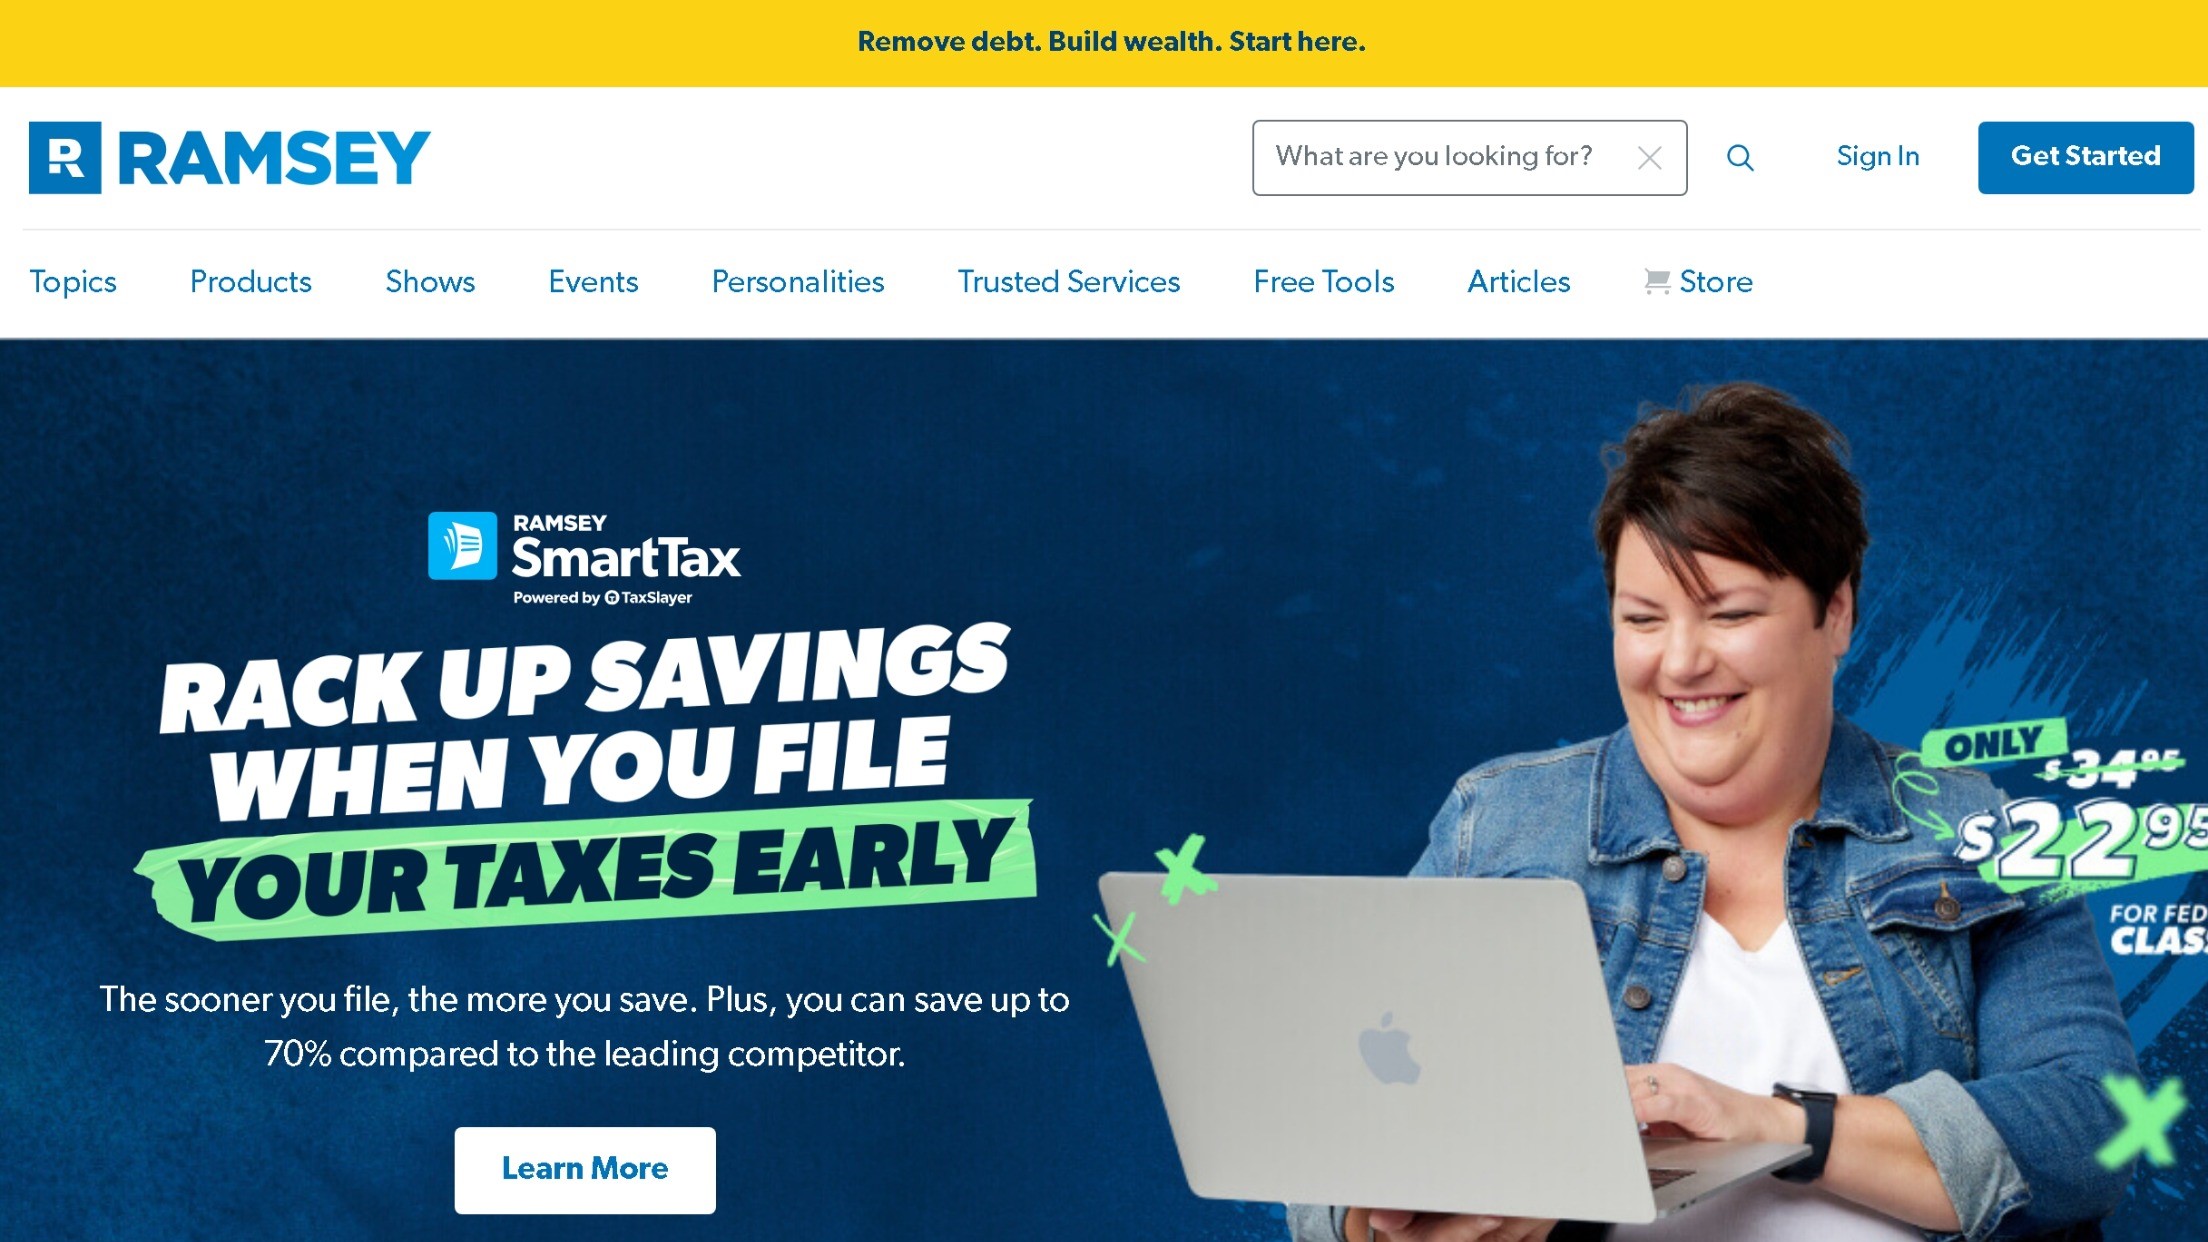 Remove debt. Build wealth. Start here.
R RAMSEY
What are you looking for?
Sign In
Get Started
Topics
Products
Shows
Events
Personalities
Trusted Services
Free Tools
Articles
Store
RAMSEY
SmartTax
Powered by TaxSlayer
RACK UP SAVINGS
WHEN YOU FILE
YOUR TAXES EARLY
The sooner you file, the more you save. Plus, you can save up to
70% compared to the leading competitor.
Learn More
ONLY
$34.95
$22.95
FOR FED
CLAS